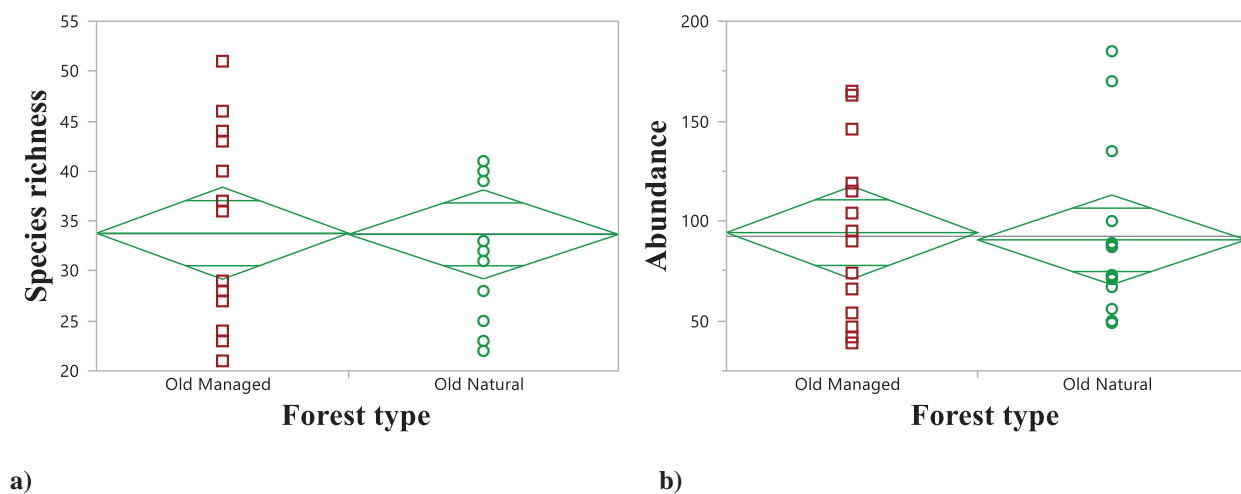 Species richness
55
50
45
40
35
30
25
20
Old Managed
Old Natural
Forest type
a)
Abundance
200
150
100
50
Old Managed
Old Natural
Forest type
b)